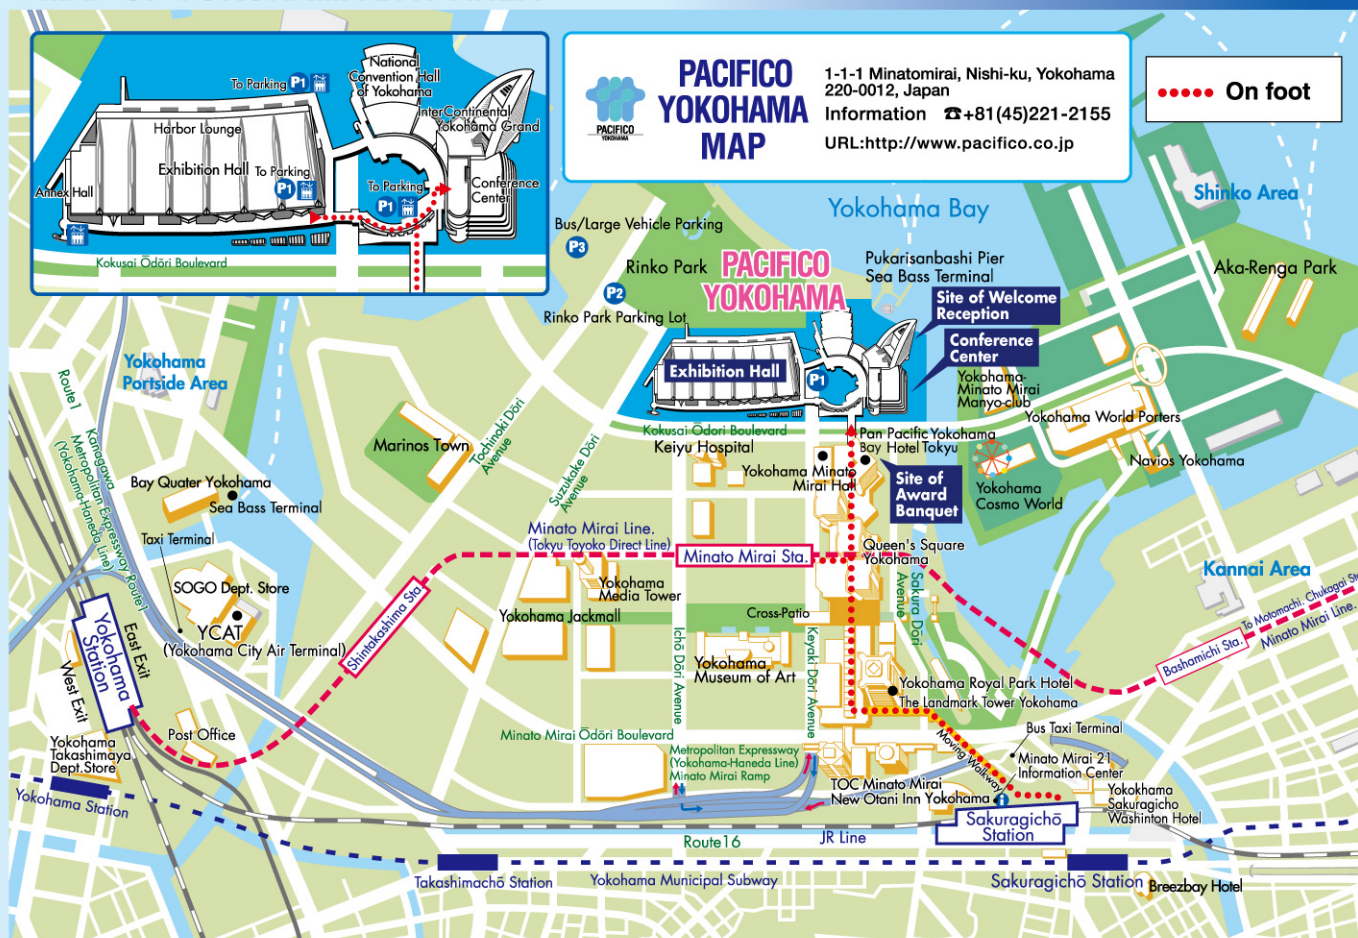 PACIFICO
YOKOHAMA
MAP
PACIFICO
YOKOHAMA
1-1-1 Minatomirai, Nishi-ku, Yokohama
220-0012, Japan
Information ☎+81(45)221-2155
URL:http://www.pacifico.co.jp
On foot
National
Convention Hall
of Yokohama
To Parking P1
InterContinental
Yokohama Grand
Harbor Lounge
Exhibition Hall
To Parking
P1
To Parking
P1
Annex Hall
Conference
Center
Kokusai Ōdōri Boulevard
Bus/Large Vehicle Parking
P3
Rinko Park
P2
Rinko Park Parking Lot
PACIFICO
YOKOHAMA
Yokohama Bay
Pukarisanbashi Pier
Sea Bass Terminal
Site of Welcome
Reception
Conference
Center
Exhibition Hall
P1
Shinko Area
Aka-Renga Park
Yokohama-
Minato Mirai
Manyo-club
Yokohama World Porters
Navios Yokohama
Yokohama
Cosmo World
Yokohama
Portside Area
Route1
Kanagawa
Metropolitan Expressway Route1
(Yokohama-Haneda Line)
Marinos Town
Tochinoki Dōri
Avenue
Suzukake Dōri
Avenue
Kokusai Ōdori Boulevard
Keiyu Hospital
Yokohama Minato
Mirai Hall
Pan Pacific Yokohama
Bay Hotel Tokyu
Site of
Award
Banquet
Bay Quater Yokohama
Sea Bass Terminal
Taxi Terminal
SOGO Dept. Store
YCAT
(Yokohama City Air Terminal)
Minato Mirai Line.
(Tokyu Toyoko Direct Line)
Minato Mirai Sta.
Queen's Square
Yokohama
Kannai Area
Shintakashima Sta.
Yokohama
Media Tower
Yokohama Jackmall
Cross-Patio
Sakura Dōri
Avenue
Ichō Dōri Avenue
Keyaki Dōri Avenue
Yokohama
Museum of Art
Bashamichi Sta.
To Motomachi, Chukagai St
Minato Mirai Line.
Yokohama
Station
East Exit
West Exit
Post Office
Yokohama
Takashimaya
Dept.Store
Yokohama Royal Park Hotel
The Landmark Tower Yokohama
Minato Mirai Ōdōri Boulevard
Metropolitan Expressway
(Yokohama-Haneda Line)
Minato Mirai Ramp
Moving Walkway
Bus Taxi Terminal
Minato Mirai 21
Information Center
TOC Minato Mirai
New Otani Inn Yokohama
i
Yokokhama
Sakuragicho
Washinton Hotel
Sakuragichō
Station
Yokohama Station
Route16
JR Line
Takashimachō Station
Yokohama Municipal Subway
Sakuragichō Station
Breezbay Hotel